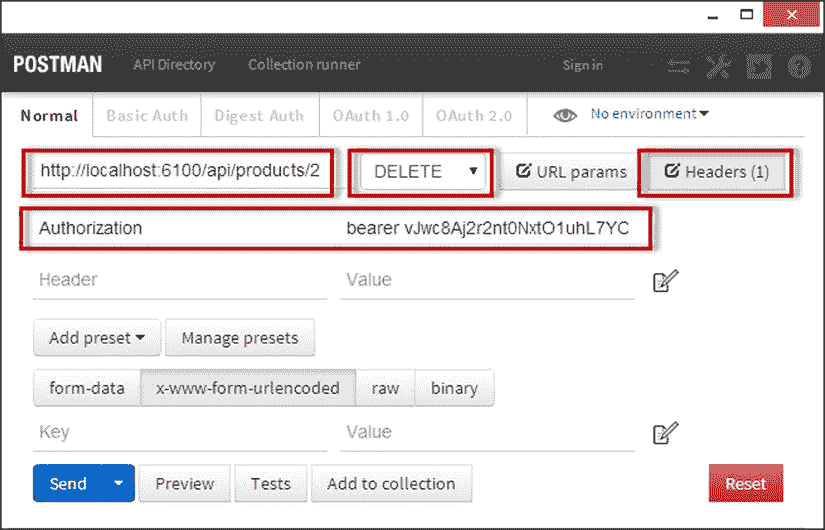 POSTMAN API Directory Collection runner Sign in
Normal Basic Auth Digest Auth OAuth 1.0 OAuth 2.0 No environment
http://localhost:6100/api/products/2 DELETE URL params Headers (1)
Authorization bearer vJwc8Aj2r2nt0NxtO1uhL7YC
Header Value
Add preset Manage presets
form-data x-www-form-urlencoded raw binary
Key Value
Send Preview Tests Add to collection Reset